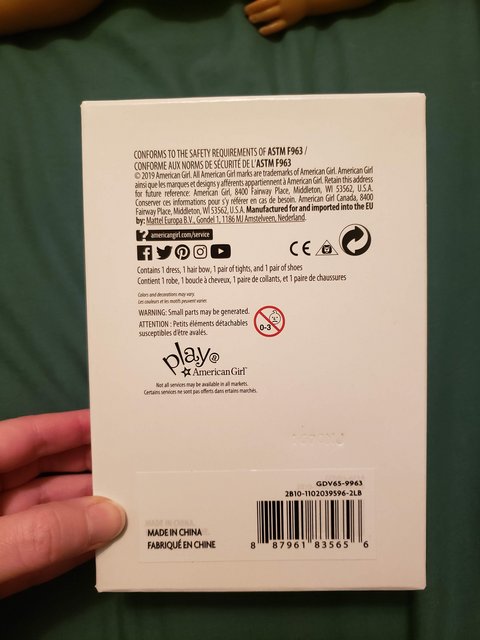 CONFORMS TO THE SAFETY REQUIREMENTS OF ASTM F963 /
CONFORME AUX NORMS DE SÉCURITÉ DE L'ASTM F963
© 2019 American Girl. All American Girl marks are trademarks of American Girl. American Girl
ainsi que les marques et designs y afférents appartiennent à American Girl. Retain this address
for future reference: American Girl, 8400 Fairway Place, Middleton, WI 53562, U.S.A.
Conserver ces informations pour s'y référer en cas de besoin. American Girl Canada, 8400
Fairway Place, Middleton, WI 53562, U.S.A. Manufactured for and imported into the EU
by: Mattel Europa B.V., Gondel 1, 1186 MJ Amstelveen, Nederland.
americangirl.com/service
CE
Contains 1 dress, 1 hair bow, 1 pair of tights, and 1 pair of shoes
Contient 1 robe, 1 boucle à cheveux, 1 paire de collants, et 1 paire de chaussures
Colors and decorations may vary.
Les couleurs et les motifs peuvent varier.
WARNING: Small parts may be generated.
ATTENTION : Petits éléments détachables
susceptibles d'être avalés.
0-3
play@
American Girl®
Not all services may be available in all markets.
Certains services ne sont pas offerts dans certains marchés.
GDV65-9963
2B10-1102039596-2LB
MADE IN CHINA
FABRIQUÉ EN CHINE
8 87961 83565 6